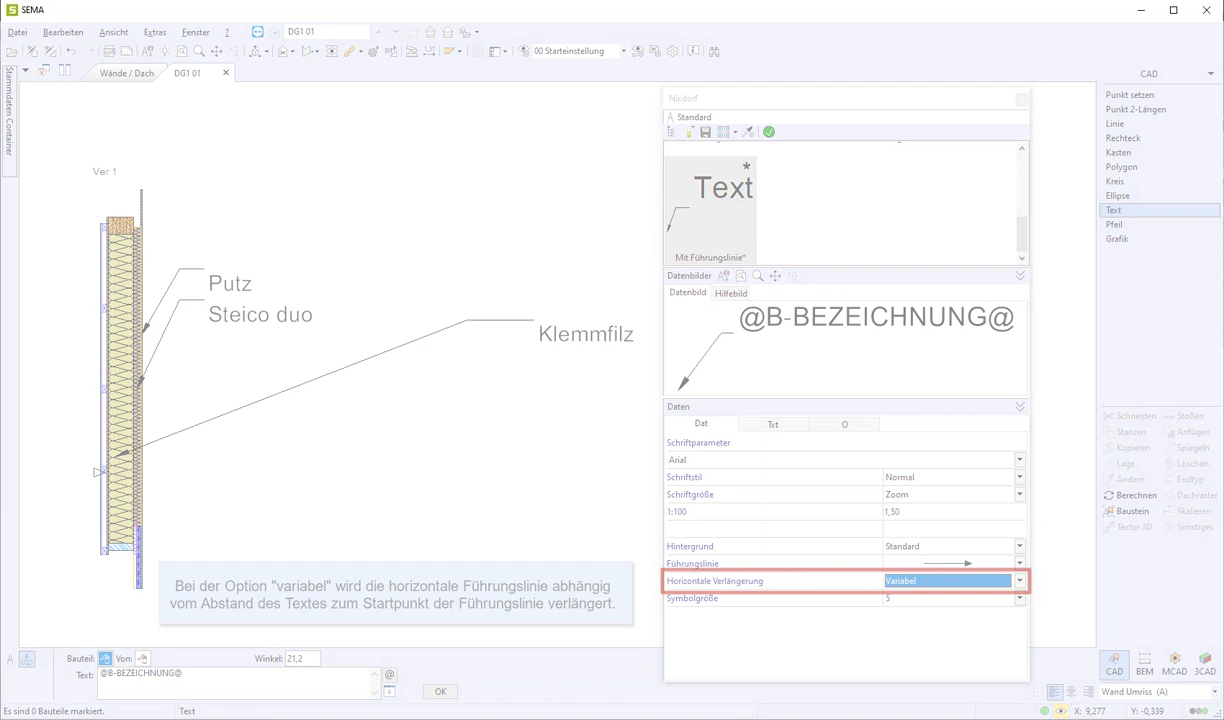 S SEMA
Datei Bearbeiten Ansicht Extras Fenster ? DG1 01
00 Starteinstellung
Wände / Dach DG1 01 CAD
Stammdaten Container
Punkt setzen
Punkt 2-Längen
Linie
Rechteck
Kasten
Polygon
Kreis
Ellipse
Text
Pfeil
Grafik
Nixdorf
A Standard
Text
*
Mit Führungslinie*
Datenbilder
Datenbild Hilfebild
@B-BEZEICHNUNG@
Daten
Dat Txt O
Schriftparameter
Arial
Schriftstil Normal
Schriftgröße Zoom
1:100 1,50
Hintergrund Standard
Führungslinie
Horizontale Verlängerung Variabel
Symbolgröße 5
Ver 1
Putz
Steico duo
Klemmfilz
Bei der Option "variabel" wird die horizontale Führungslinie abhängig
vom Abstand des Textes zum Startpunkt der Führungslinie verlängert.
Schneiden Stoßen
Stanzen Anfügen
Kopieren Spiegeln
Lage Löschen
Ändern Endtyp
Berechnen Dachraster
Baustein Skalieren
Textur 3D Sonstiges
Bauteil: Von: Winkel: 21,2
Text: @B-BEZEICHNUNG@ @
OK
CAD BEM MCAD 3CAD
Wand Umriss (A)
Es sind 0 Bauteile markiert. Text X: 9,277 Y: -0,339